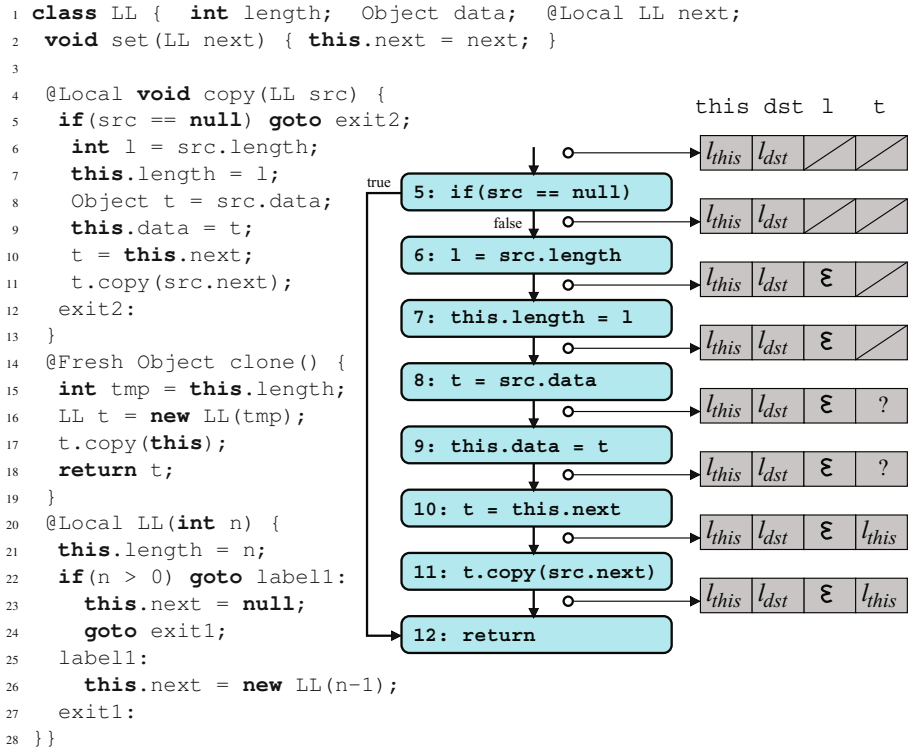 1 class LL { int length; Object data; @Local LL next;
2 void set(LL next) { this.next = next; }
3
4 @Local void copy(LL src) {
5 if(src == null) goto exit2;
6 int l = src.length;
7 this.length = l;
8 Object t = src.data;
9 this.data = t;
10 t = this.next;
11 t.copy(src.next);
12 exit2:
13 }
14 @Fresh Object clone() {
15 int tmp = this.length;
16 LL t = new LL(tmp);
17 t.copy(this);
18 return t;
19 }
20 @Local LL(int n) {
21 this.length = n;
22 if(n > 0) goto label1:
23 this.next = null;
24 goto exit1;
25 label1:
26 this.next = new LL(n-1);
27 exit1:
28 }}
this dst l t
l_this l_dst
true
5: if(src == null)
false
l_this l_dst
6: l = src.length
l_this l_dst ε
7: this.length = l
l_this l_dst ε
8: t = src.data
l_this l_dst ε ?
9: this.data = t
l_this l_dst ε ?
10: t = this.next
l_this l_dst ε l_this
11: t.copy(src.next)
l_this l_dst ε l_this
12: return